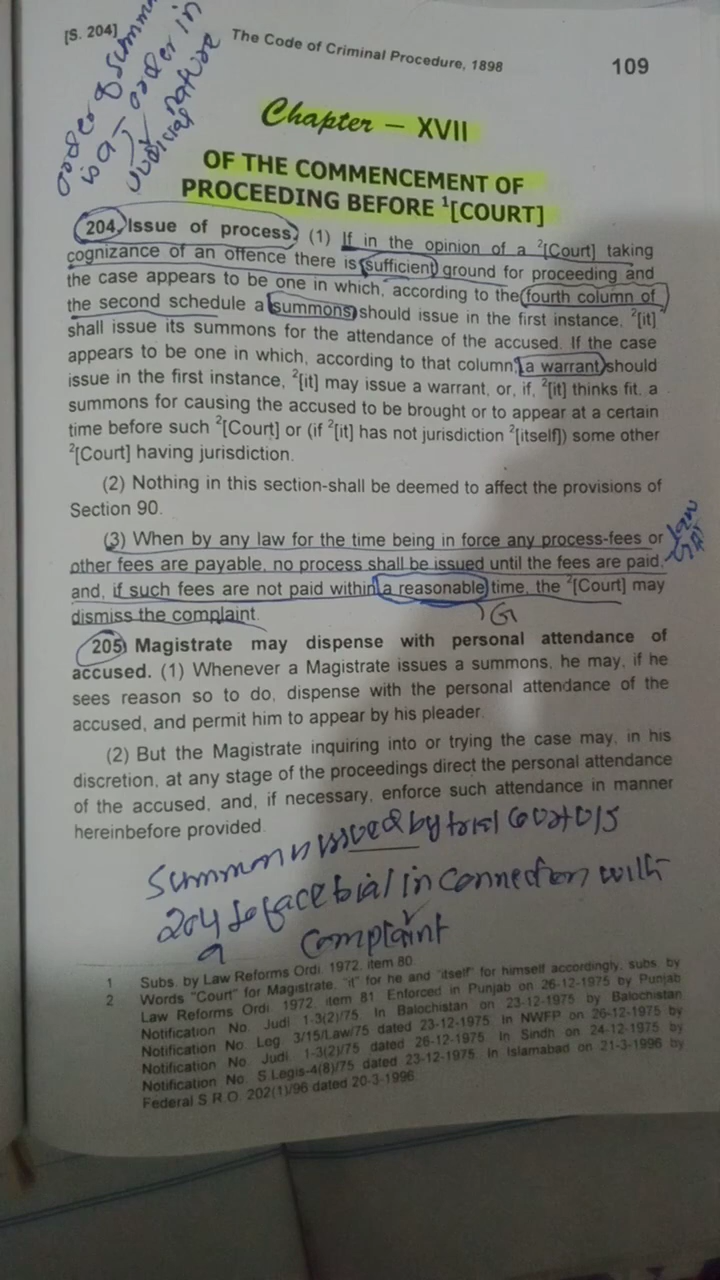 [S. 204]
The Code of Criminal Procedure, 1898
109
order of summon
is a order in
nature
Chapter – XVII
OF THE COMMENCEMENT OF
PROCEEDING BEFORE ¹[COURT]
204. Issue of process. (1) If in the opinion of a ²[Court] taking
cognizance of an offence there is sufficient ground for proceeding and
the case appears to be one in which, according to the fourth column of
the second schedule a summons should issue in the first instance, ²[it]
shall issue its summons for the attendance of the accused. If the case
appears to be one in which, according to that column, a warrant should
issue in the first instance, ²[it] may issue a warrant, or, if, ²[it] thinks fit, a
summons for causing the accused to be brought or to appear at a certain
time before such ²[Court] or (if ²[it] has not jurisdiction ²[itself]) some other
²[Court] having jurisdiction.
(2) Nothing in this section-shall be deemed to affect the provisions of
Section 90.
(3) When by any law for the time being in force any process-fees or
other fees are payable, no process shall be issued until the fees are paid,
and, if such fees are not paid within a reasonable time, the ²[Court] may
dismiss the complaint.
205. Magistrate may dispense with personal attendance of
accused. (1) Whenever a Magistrate issues a summons, he may, if he
sees reason so to do, dispense with the personal attendance of the
accused, and permit him to appear by his pleader.
(2) But the Magistrate inquiring into or trying the case may, in his
discretion, at any stage of the proceedings direct the personal attendance
of the accused, and, if necessary, enforce such attendance in manner
hereinbefore provided.
Summon issued by trial court u/s
204 to face trial in connection with
a complaint
1 Subs. by Law Reforms Ordi. 1972, item 80.
2 Words "Court" for Magistrate, "it" for he and "itself" for himself accordingly, subs. by
Law Reforms Ordi. 1972, item 81. Enforced in Punjab on 26-12-1975 by Punjab
Notification No. Judi 1-3(2)/75. In Balochistan on 23-12-1975 by Balochistan
Notification No. Leg. 3/15/Law/75 dated 23-12-1975. In NWFP on 26-12-1975 by
Notification No. Judi. 1-3(2)/75 dated 26-12-1975. In Sindh on 24-12-1975 by
Notification No. S.Legis-4(8)/75 dated 23-12-1975. In Islamabad on 21-3-1996 by
Federal S.R.O. 202(1)/96 dated 20-3-1996.